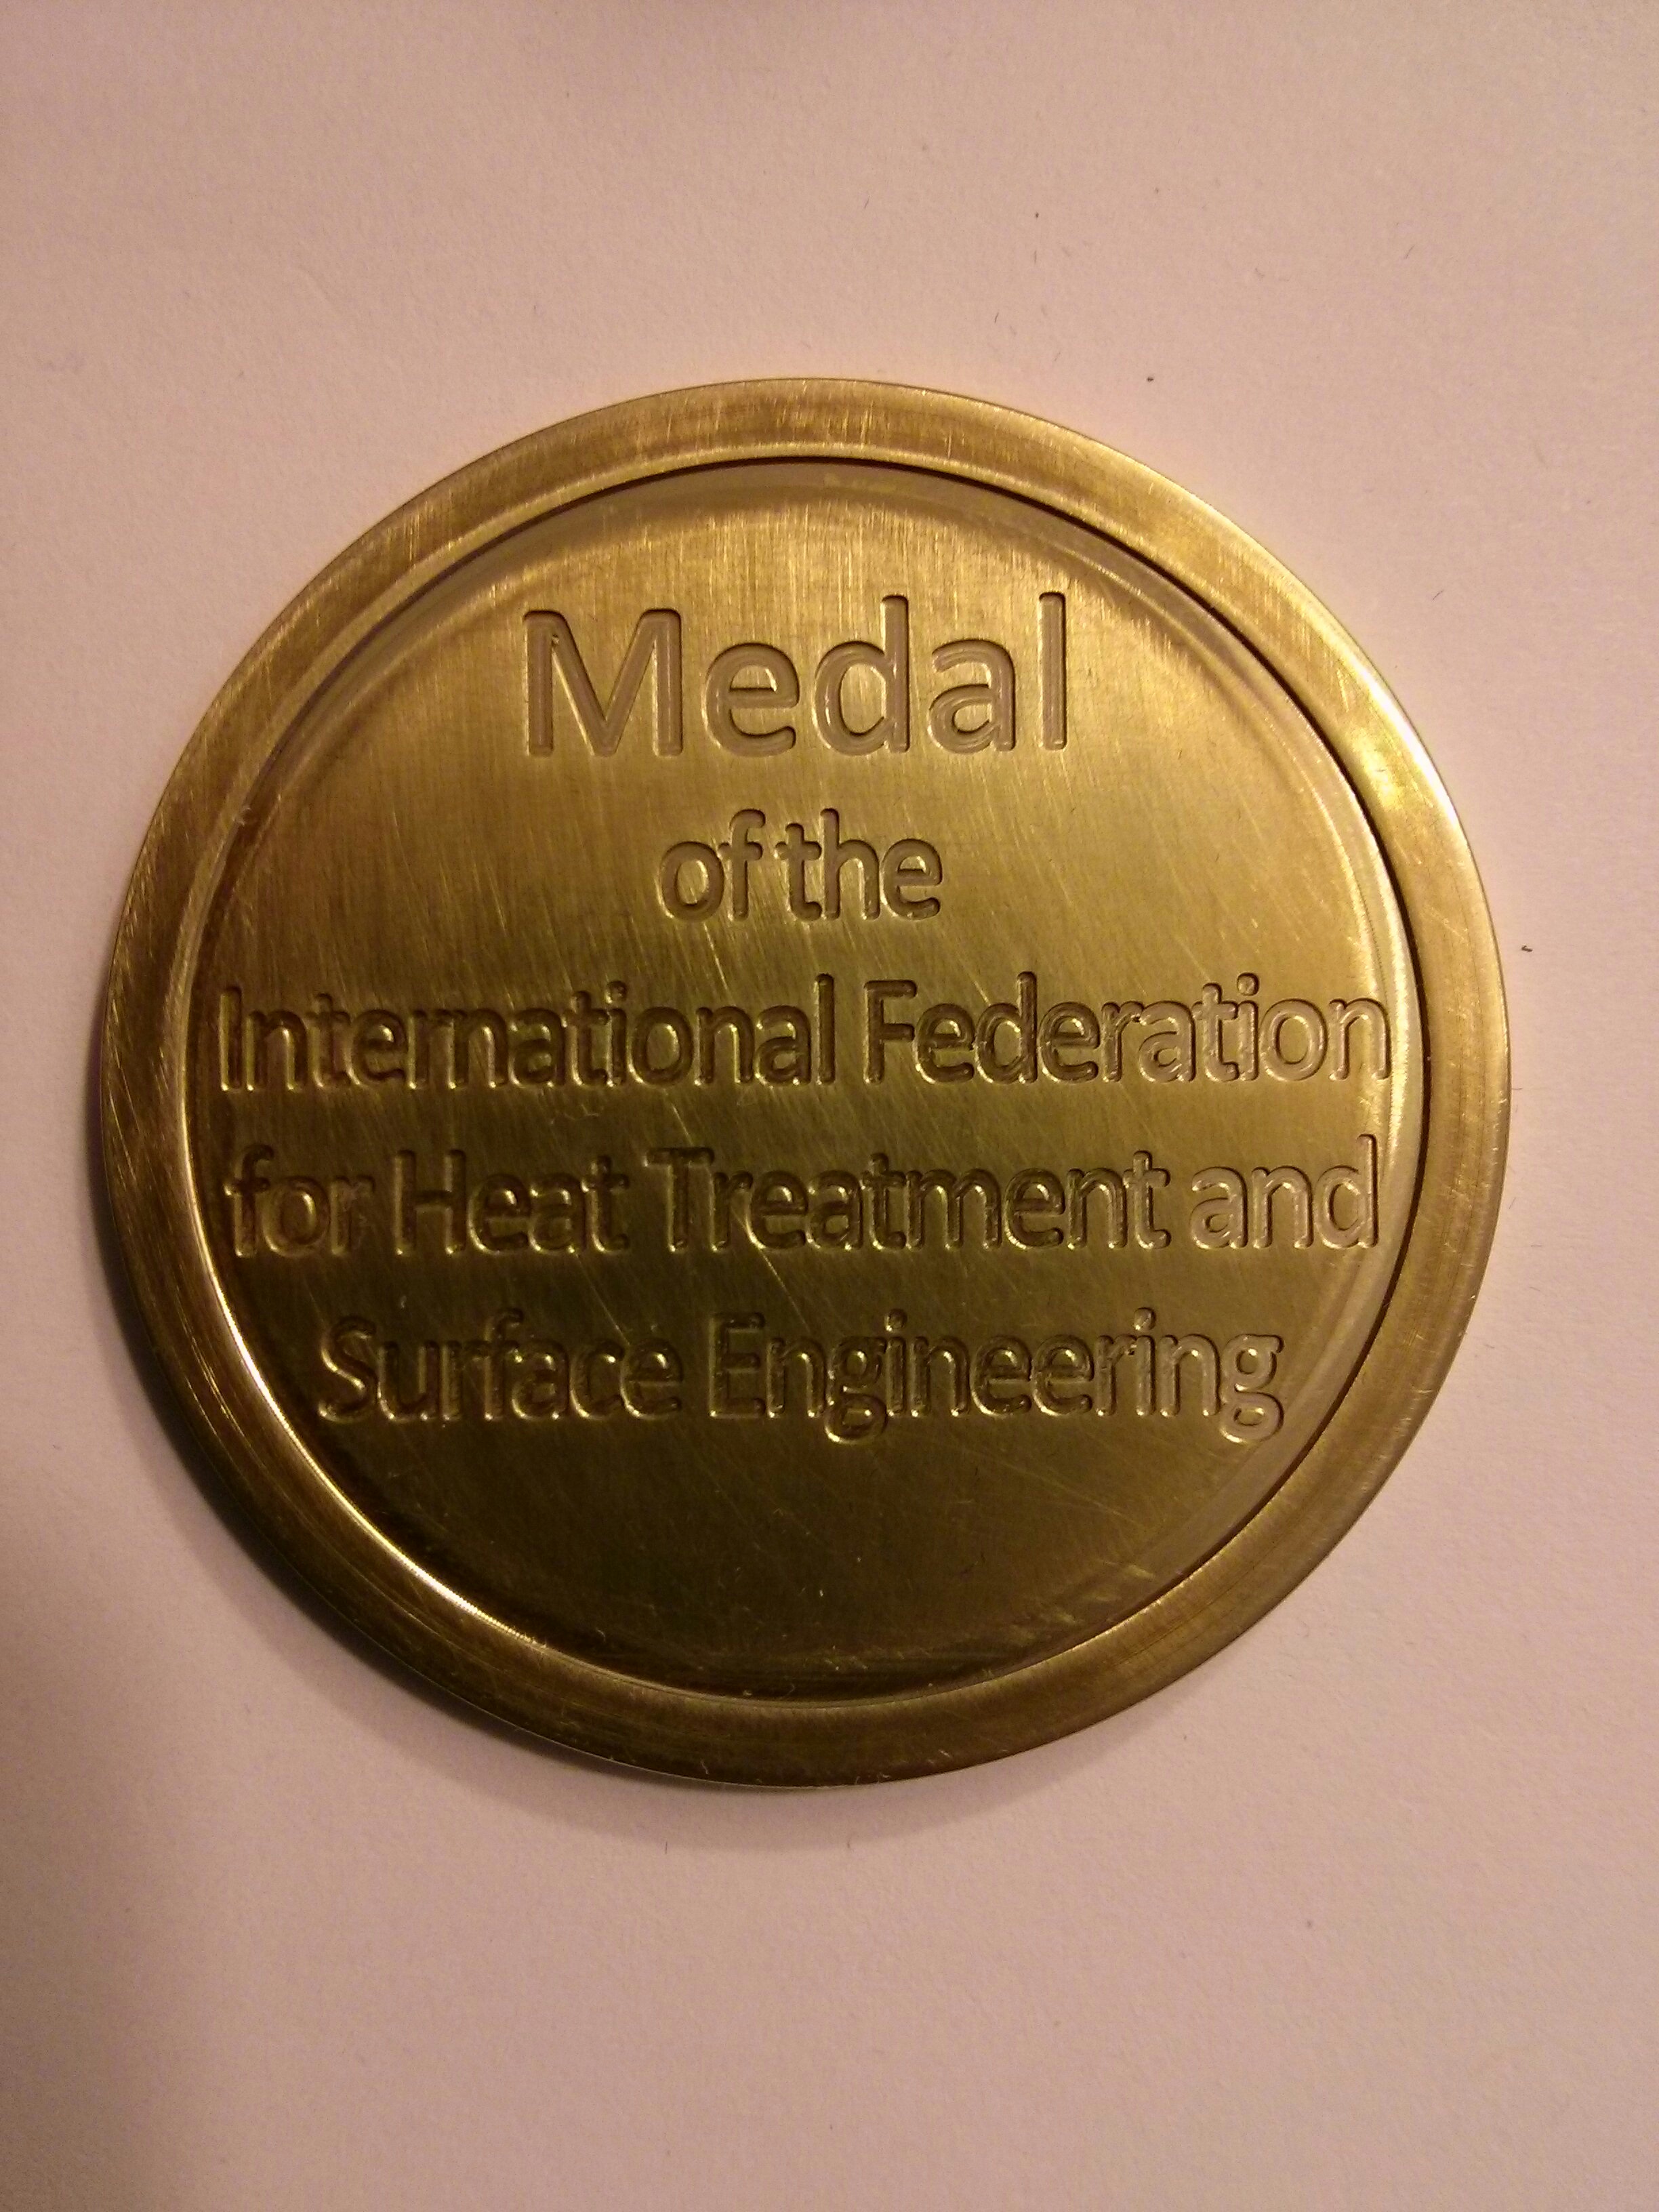 Medal
of the
International Federation
for Heat Treatment and
Surface Engineering